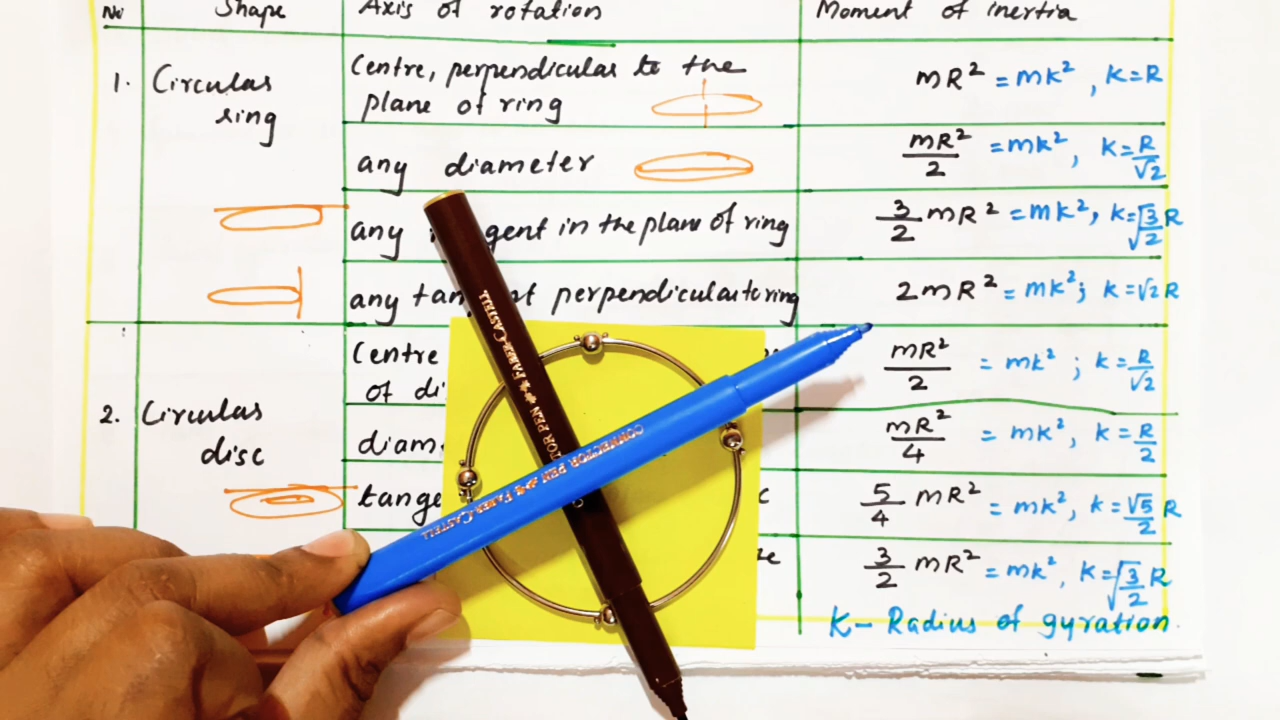 No Shape Axis of rotation Moment of inertia
1. Circular ring
Centre, perpendicular to the
plane of ring
mR² = mk², K=R
any diameter
mR²/2 = mk², K=R/√2
any gent in the plane of ring
3/2 mR² = mk², K=√3/2 R
any tan t perpendicular to ring
2mR² = mk²; K=√2R
2. Circular disc
Centre
of di
mR²/2 = mk²; K=R/√2
diam
mR²/4 = mk², K=R/2
tange c
5/4 mR² = mk², K=√5/2 R
3/2 mR² = mk², K=√3/2 R
K- Radius of gyration
CONNECTOR PEN FABER-CASTELL
TOR PEN FABER-CASTELL